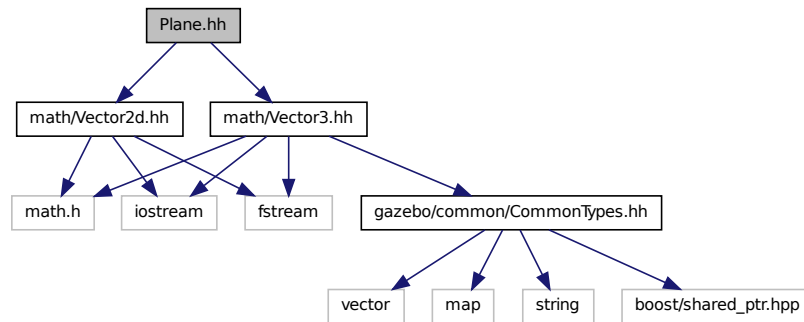 Plane.hh
math/Vector2d.hh
math/Vector3.hh
math.h
iostream
fstream
gazebo/common/CommonTypes.hh
vector
map
string
boost/shared_ptr.hpp